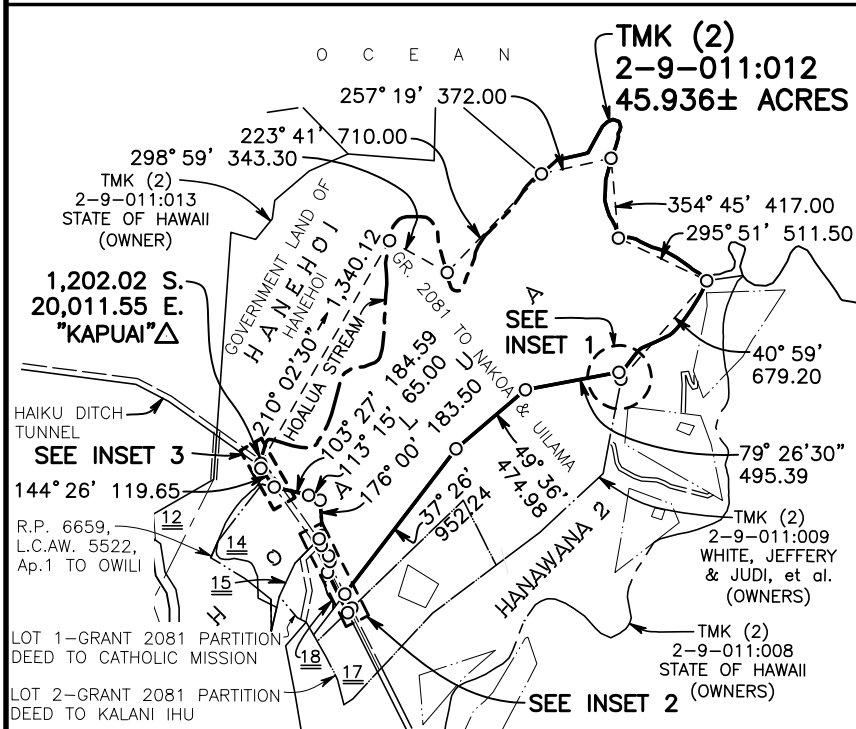 O C E A N
TMK (2)
2-9-011:012
45.936± ACRES
257° 19' 372.00
223° 41' 710.00
298° 59' 343.30
TMK (2)
2-9-011:013
STATE OF HAWAII
(OWNER)
354° 45' 417.00
295° 51' 511.50
1,202.02 S.
20,011.55 E.
"KAPUAI"△
GOVERNMENT LAND OF
HANEHOI
HANEHOI
210° 02'30" 1,340.12
HOALUA STREAM
GR. 2081 TO NAKOA & UILAMA
SEE
INSET 1
40° 59'
679.20
HAIKU DITCH
TUNNEL
SEE INSET 3
103° 27' 184.59
113° 15' 65.00
176° 00' 183.50
144° 26' 119.65
79° 26'30"
495.39
49° 36'
474.98
37° 26'
952.24
R.P. 6659,
L.C.AW. 5522,
Ap.1 TO OWILI
12
14
15
18
17
H O A L U A
HANAWANA 2
TMK (2)
2-9-011:009
WHITE, JEFFERY
& JUDI, et al.
(OWNERS)
TMK (2)
2-9-011:008
STATE OF HAWAII
(OWNERS)
LOT 1-GRANT 2081 PARTITION
DEED TO CATHOLIC MISSION
LOT 2-GRANT 2081 PARTITION
DEED TO KALANI IHU
SEE INSET 2